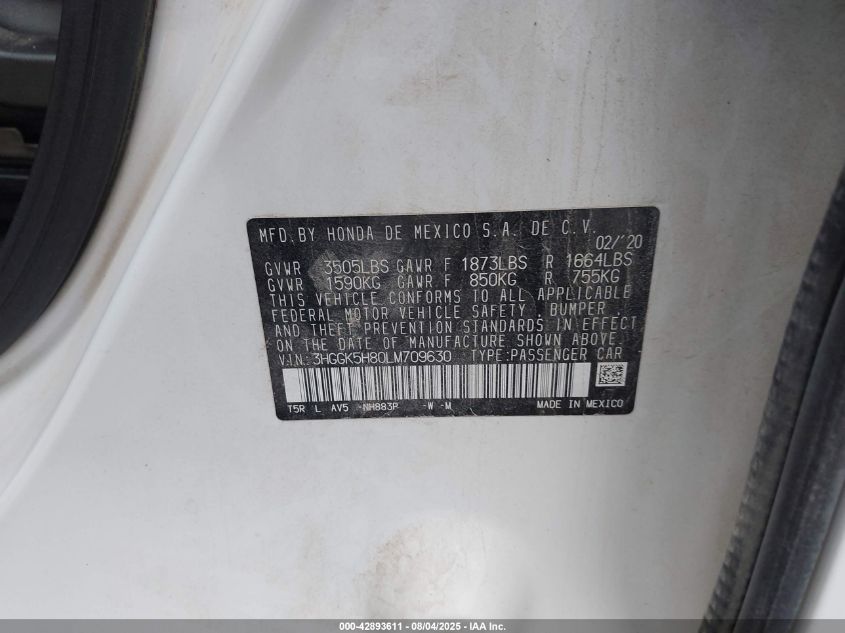 MFD. BY HONDA DE MEXICO S.A. DE C.V.
02/'20
GVWR 3505LBS GAWR F 1873LBS R 1664LBS
GVWR 1590KG GAWR F 850KG R 755KG
THIS VEHICLE CONFORMS TO ALL APPLICABLE
FEDERAL MOTOR VEHICLE SAFETY, BUMPER,
AND THEFT PREVENTION STANDARDS IN EFFECT
ON THE DATE OF MANUFACTURE SHOWN ABOVE.
V.I.N.: 3HGGK5H80LM709630 TYPE:PASSENGER CAR
T5R L AV5 -NH883P -W -M MADE IN MEXICO
000-42893611 - 08/04/2025 - IAA Inc.